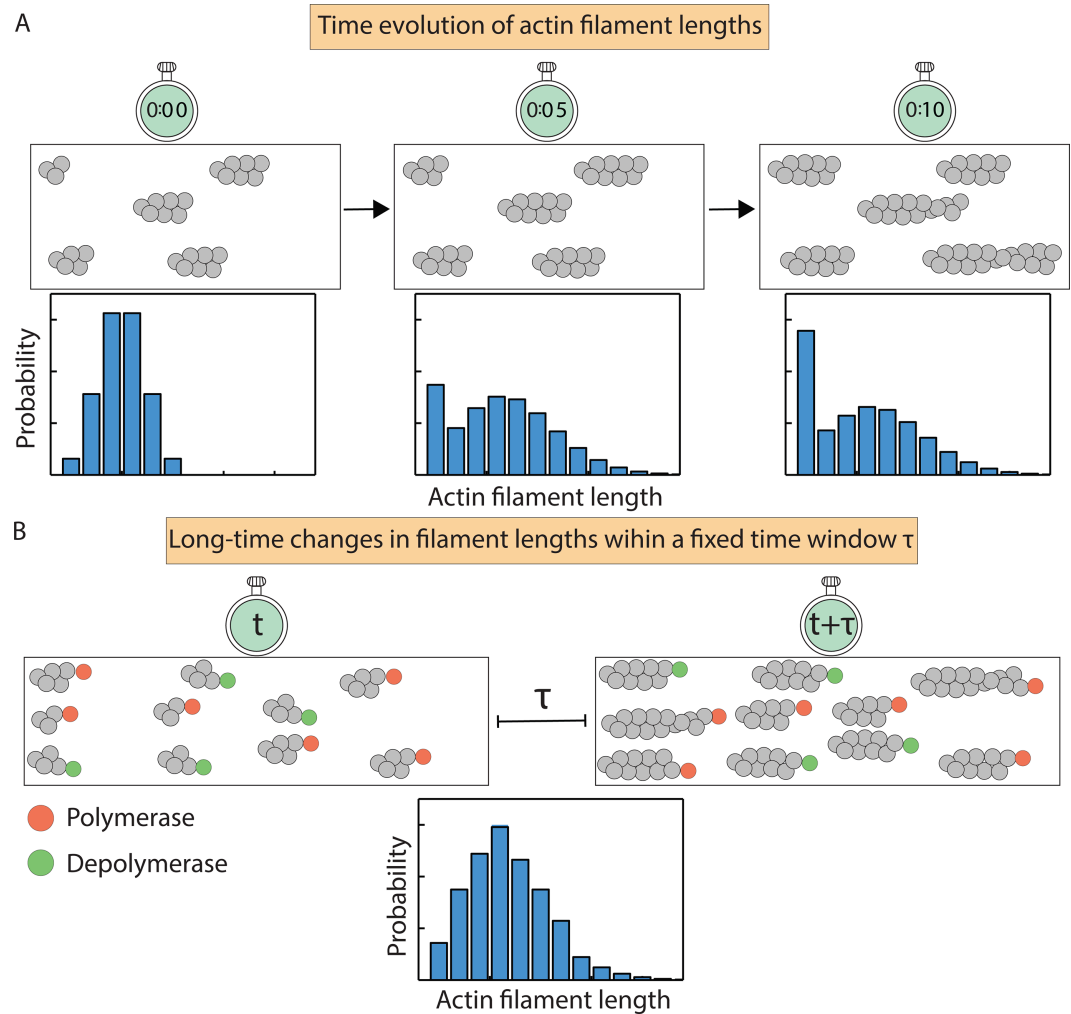 A
Time evolution of actin filament lengths
0:00
0:05
0:10
Probability
Actin filament length
B
Long-time changes in filament lengths wihin a fixed time window τ
t
t+τ
τ
Polymerase
Depolymerase
Probability
Actin filament length